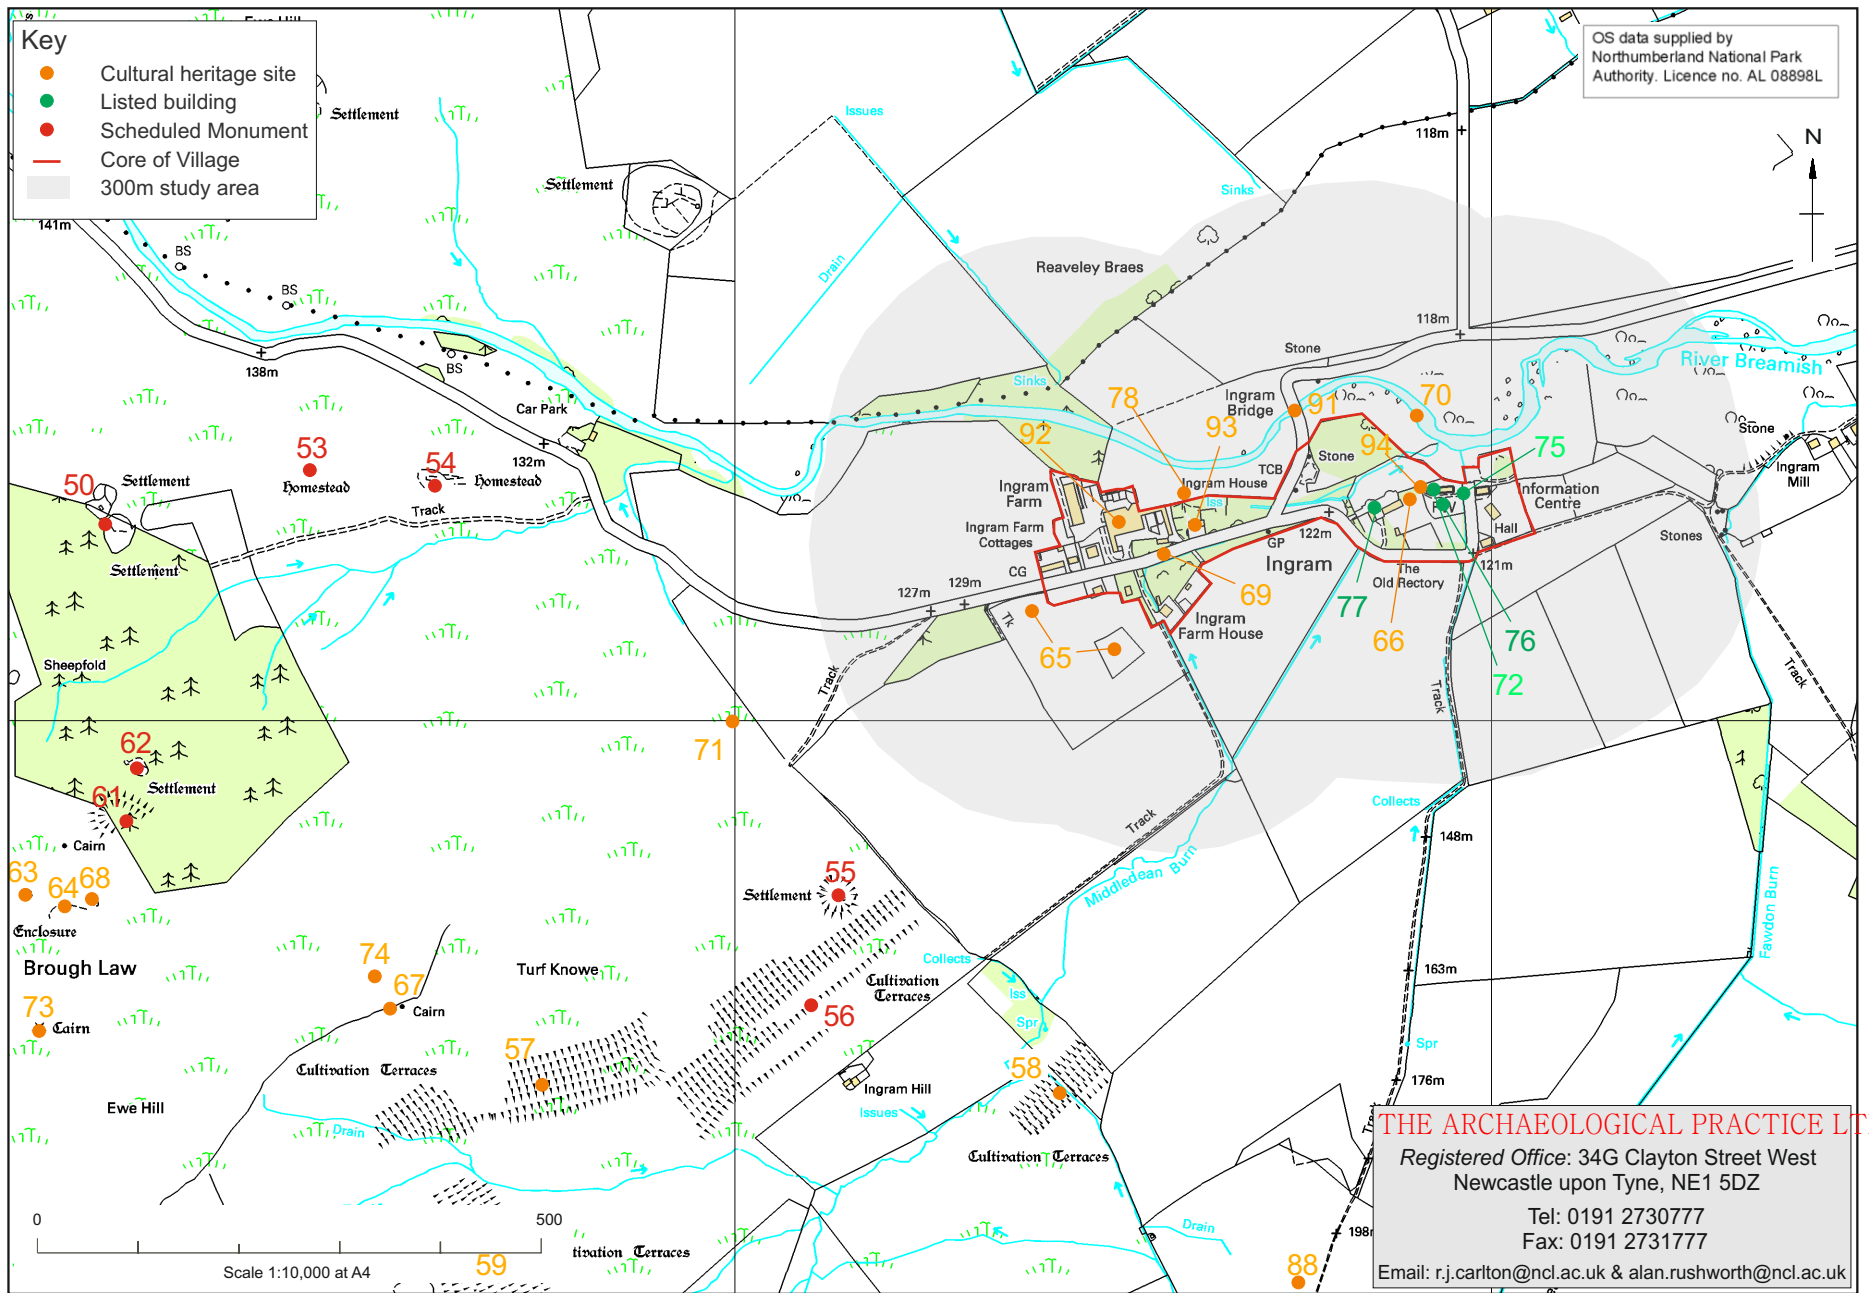 Key
Cultural heritage site
Listed building
Scheduled Monument
Core of Village
300m study area
OS data supplied by
Northumberland National Park
Authority. Licence no. AL 08898L
N
Ewe Hill
Settlement
Settlement
Issues
Sinks
Drain
118m
141m
BS
BS
BS
138m
Car Park
132m
Reaveley Braes
Sinks
118m
Stone
River Breamish
Ingram
Bridge
91
70
78
93
92
94
75
Stone
TCB
Stone
Ingram
Mill
Stones
Ingram House
Iss
Ingram
Farm
Ingram Farm
Cottages
CG
GP
122m
Ingram
Information
Centre
Hall
The
Old Rectory
121m
129m
127m
Tk
69
77
66
76
72
65
Ingram
Farm House
Track
Track
Track
Track
50
Settlement
53
Homestead
54
Homestead
Track
Settlement
Sheepfold
62
Settlement
61
Cairn
63
64
68
Enclosure
Brough Law
73
Cairn
74
67
Cairn
71
55
Settlement
Turf Knowe
Cultivation
Terraces
56
57
Cultivation Terraces
Ewe Hill
Drain
Ingram Hill
Issues
58
Cultivation Terraces
Collects
Iss
Spr
Middledean Burn
Collects
148m
163m
Spr
176m
Fawdon Burn
Drain
198m
88
59
tivation Terraces
0
500
Scale 1:10,000 at A4
THE ARCHAEOLOGICAL PRACTICE LT
Registered Office: 34G Clayton Street West
Newcastle upon Tyne, NE1 5DZ
Tel: 0191 2730777
Fax: 0191 2731777
Email: r.j.carlton@ncl.ac.uk & alan.rushworth@ncl.ac.uk